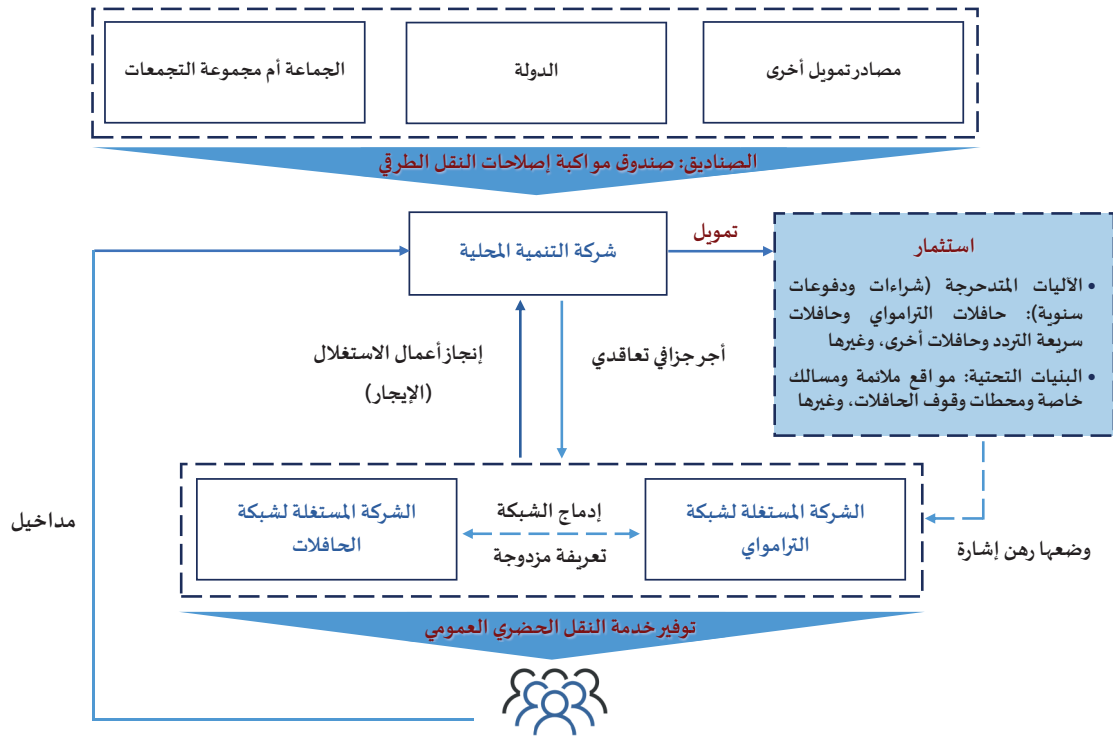 مصادر تمويل أخرى
الدولة
الجماعة أم مجموعة التجمعات
الصناديق: صندوق مواكبة إصلاحات النقل الطرقي
شركة التنمية المحلية
تمويل
استثمار
• الآليات المتدحرجة (شراءات ودفوعات
سنوية): حافلات الترامواي وحافلات
سريعة التردد وحافلات أخرى، وغيرها
• البنيات التحتية: مواقع ملائمة ومسالك
خاصة ومحطات وقوف الحافلات، وغيرها
أجر جزافي تعاقدي
إنجاز أعمال الاستغلال
(الإيجار)
الشركة المستغلة لشبكة
الترامواي
إدماج الشبكة
تعريفة مزدوجة
الشركة المستغلة لشبكة
الحافلات
وضعها رهن إشارة
مداخيل
توفير خدمة النقل الحضري العمومي